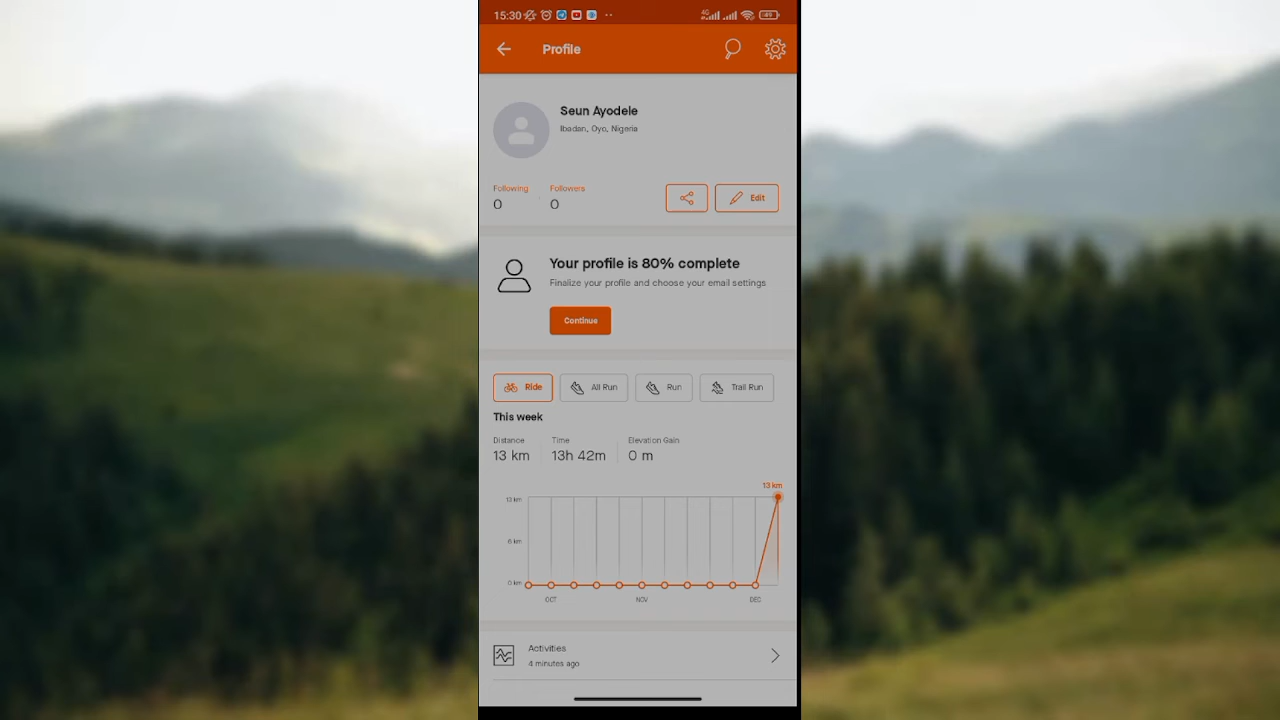 15:30
4G
49
Profile
Seun Ayodele
Ibadan, Oyo, Nigeria
Following
Followers
0
0
Edit
Your profile is 80% complete
Finalize your profile and choose your email settings
Continue
Ride
All Run
Run
Trail Run
This week
Distance
Time
Elevation Gain
13 km
13h 42m
0 m
13 km
13 km
6 km
0 km
OCT
NOV
DEC
Activities
4 minutes ago